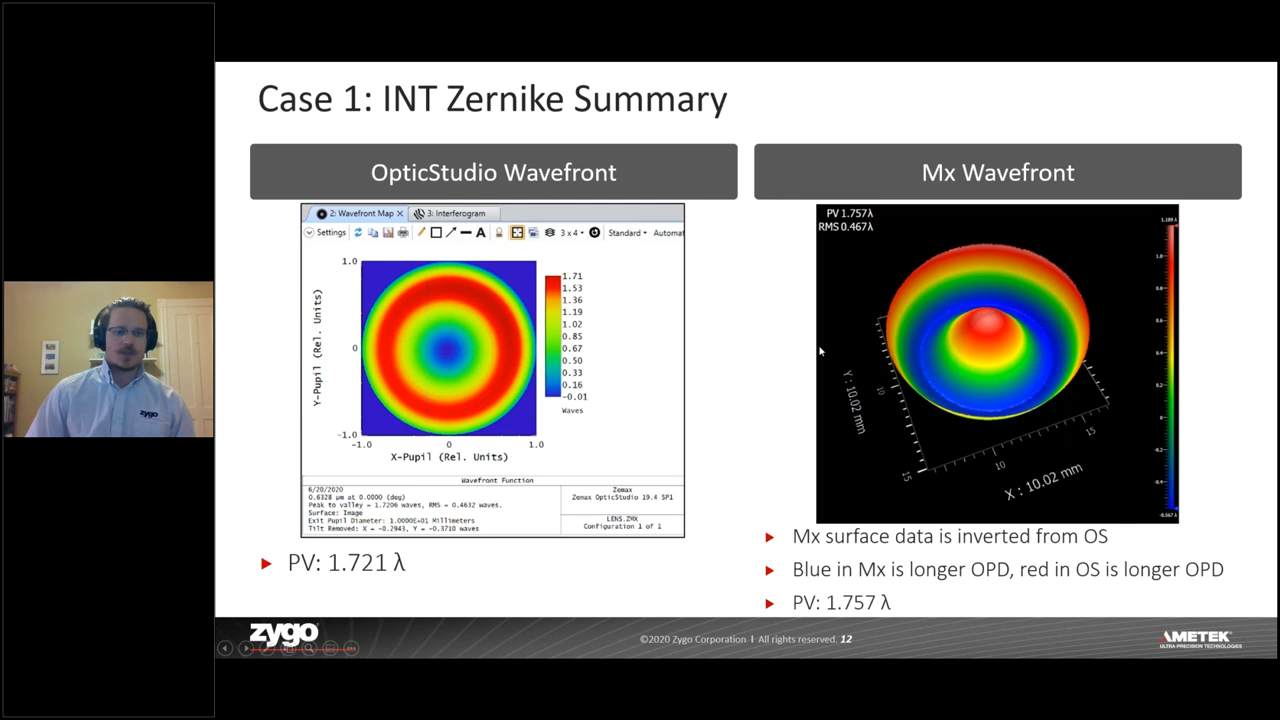 Case 1: INT Zernike Summary
OpticStudio Wavefront
2: Wavefront Map
3: Interferogram
Settings
3 x 4
Standard
Automat
1.0
0
-1.0
Y-Pupil (Rel. Units)
-1.0
0
1.0
X-Pupil (Rel. Units)
1.71
1.53
1.36
1.19
1.02
0.85
0.67
0.50
0.33
0.16
-0.01
Waves
Wavefront Function
6/20/2020
0.6328 µm at 0.0000 (deg)
Peak to valley = 1.7206 waves, RMS = 0.4632 waves.
Surface: Image
Exit Pupil Diameter: 1.0000E+01 Millimeters
Tilt Removed: X = -0.2943, Y = -0.3710 waves
Zemax
Zemax OpticStudio 19.4 SP1
LENS.ZMX
Configuration 1 of 1
PV: 1.721 λ
Mx Wavefront
PV 1.757λ
RMS 0.467λ
Y : 10.02 mm
10
15
10
15
X : 10.02 mm
Mx surface data is inverted from OS
Blue in Mx is longer OPD, red in OS is longer OPD
PV: 1.757 λ
zygo
zygo
©2020 Zygo Corporation I All rights reserved. 12
AMETEK
ULTRA PRECISION TECHNOLOGIES